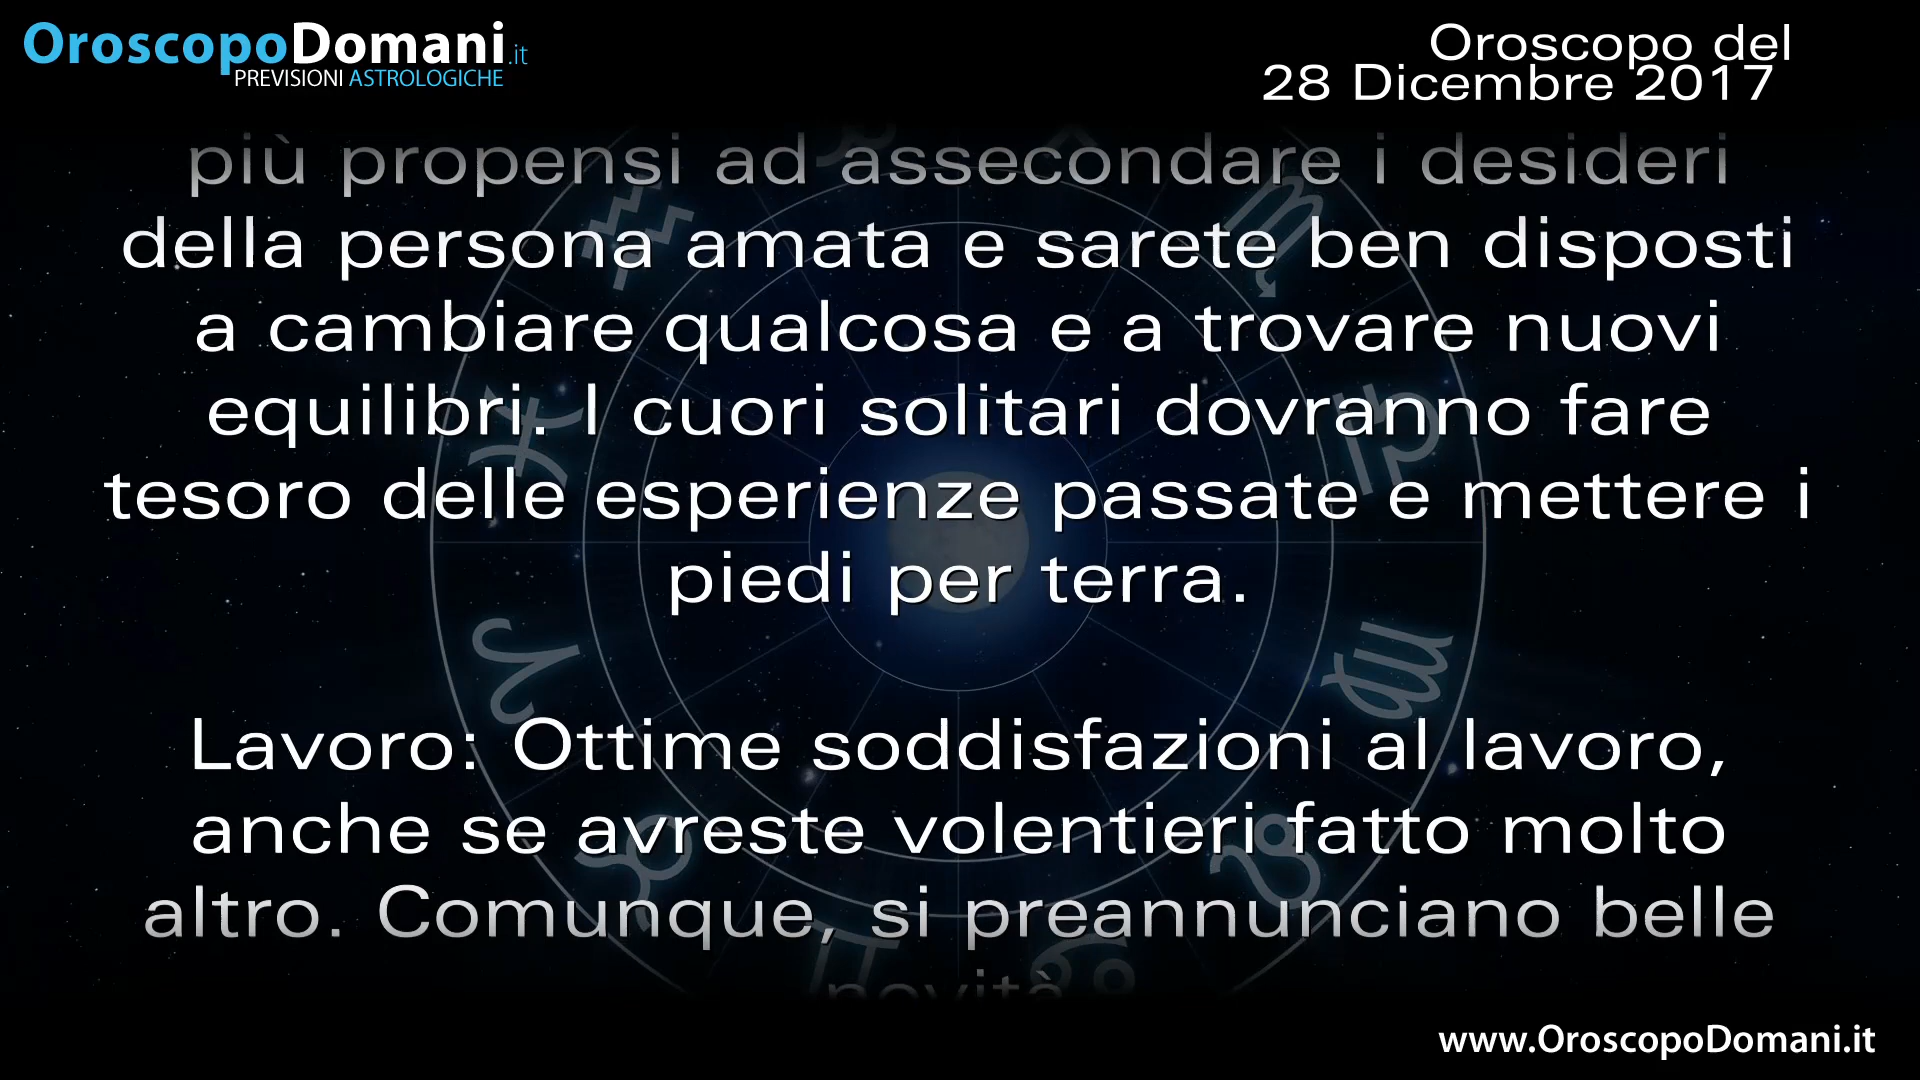 OroscopoDomani.it
PREVISIONI ASTROLOGICHE
Oroscopo del
28 Dicembre 2017
più propensi ad assecondare i desideri
della persona amata e sarete ben disposti
a cambiare qualcosa e a trovare nuovi
equilibri. I cuori solitari dovranno fare
tesoro delle esperienze passate e mettere i
piedi per terra.
Lavoro: Ottime soddisfazioni al lavoro,
anche se avreste volentieri fatto molto
altro. Comunque, si preannunciano belle
novità
www.OroscopoDomani.it